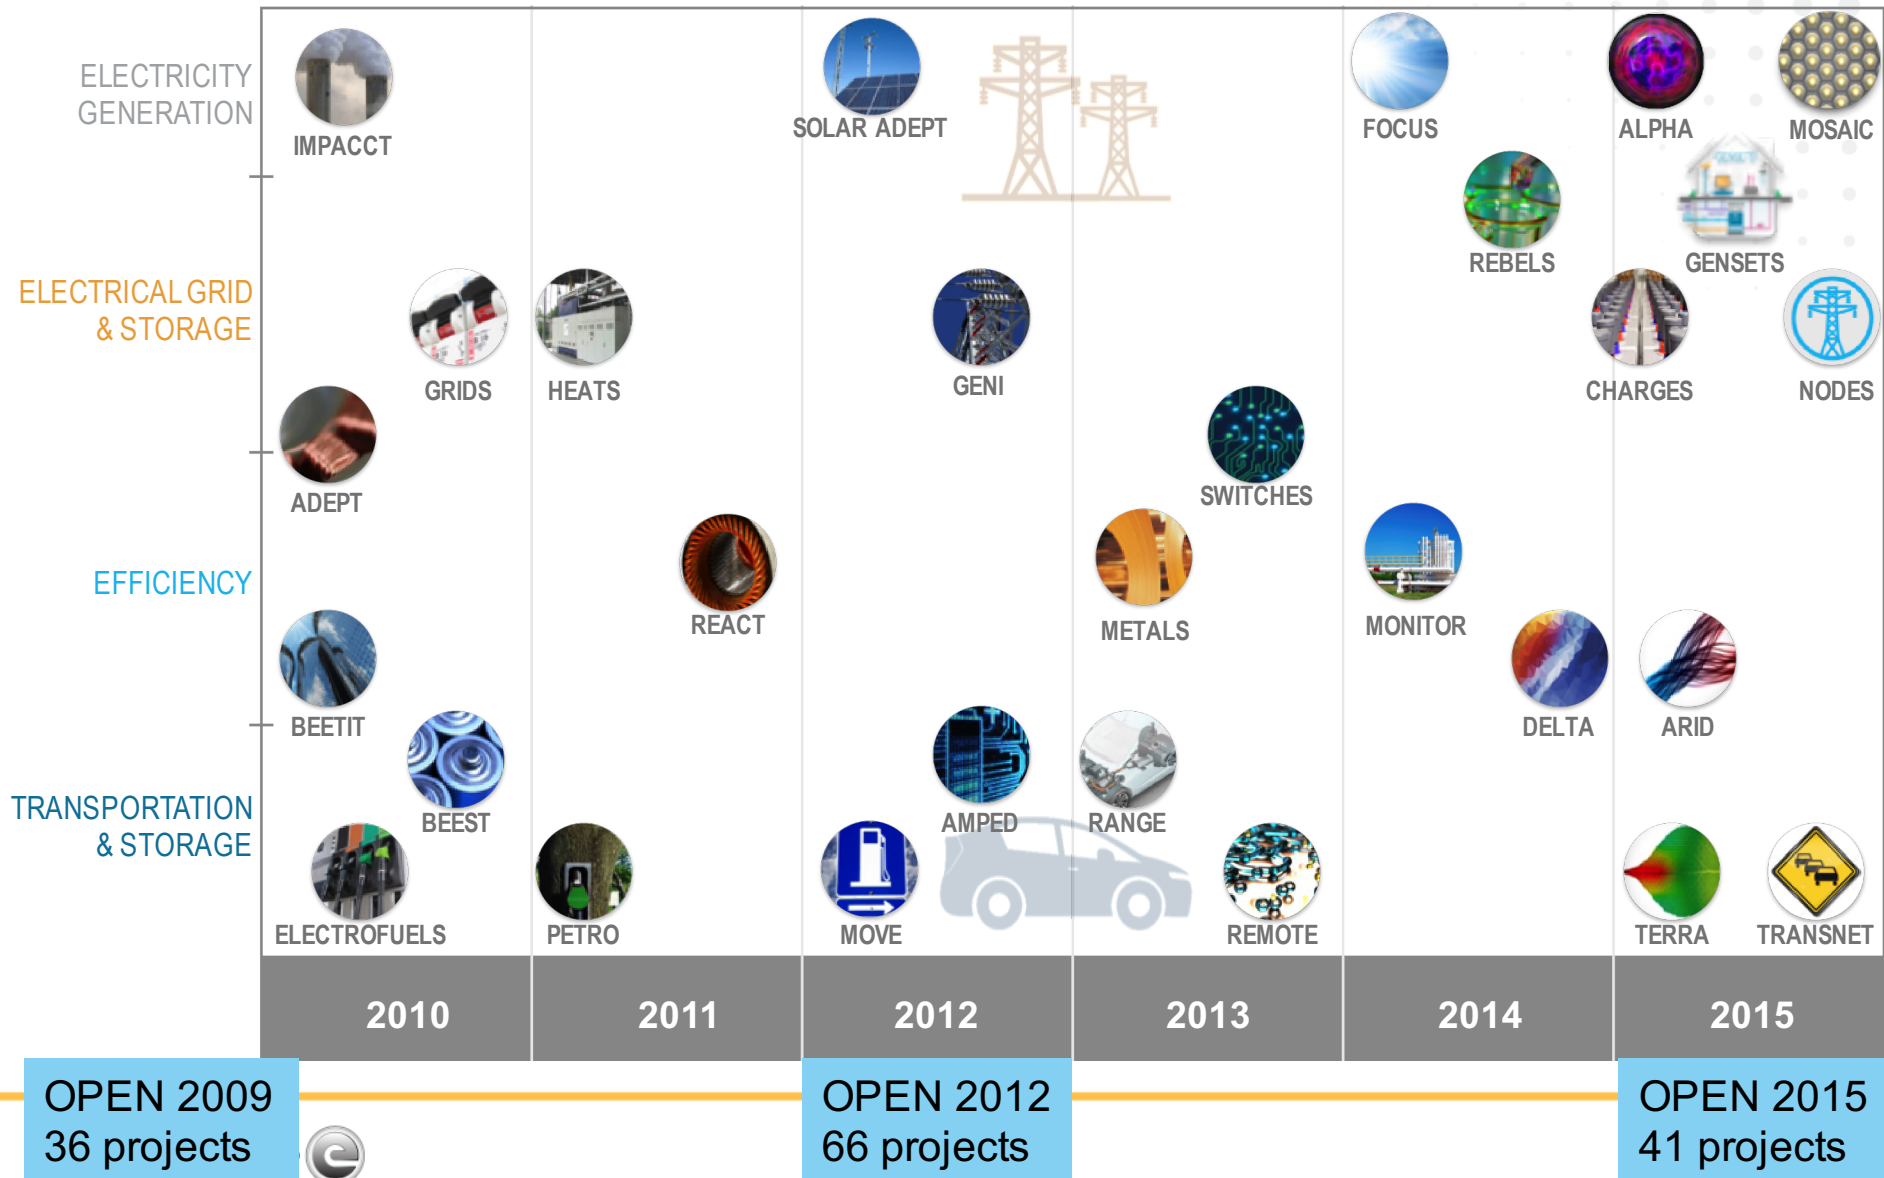 ELECTRICITY
GENERATION
IMPACCT
SOLAR ADEPT
FOCUS
ALPHA
MOSAIC
REBELS
GENSETS
ELECTRICAL GRID
& STORAGE
GRIDS
HEATS
GENI
CHARGES
NODES
ADEPT
SWITCHES
EFFICIENCY
REACT
METALS
MONITOR
BEETIT
DELTA
ARID
TRANSPORTATION
& STORAGE
BEEST
AMPED
RANGE
ELECTROFUELS
PETRO
MOVE
REMOTE
TERRA
TRANSNET
2010
2011
2012
2013
2014
2015
OPEN 2009
36 projects
OPEN 2012
66 projects
OPEN 2015
41 projects